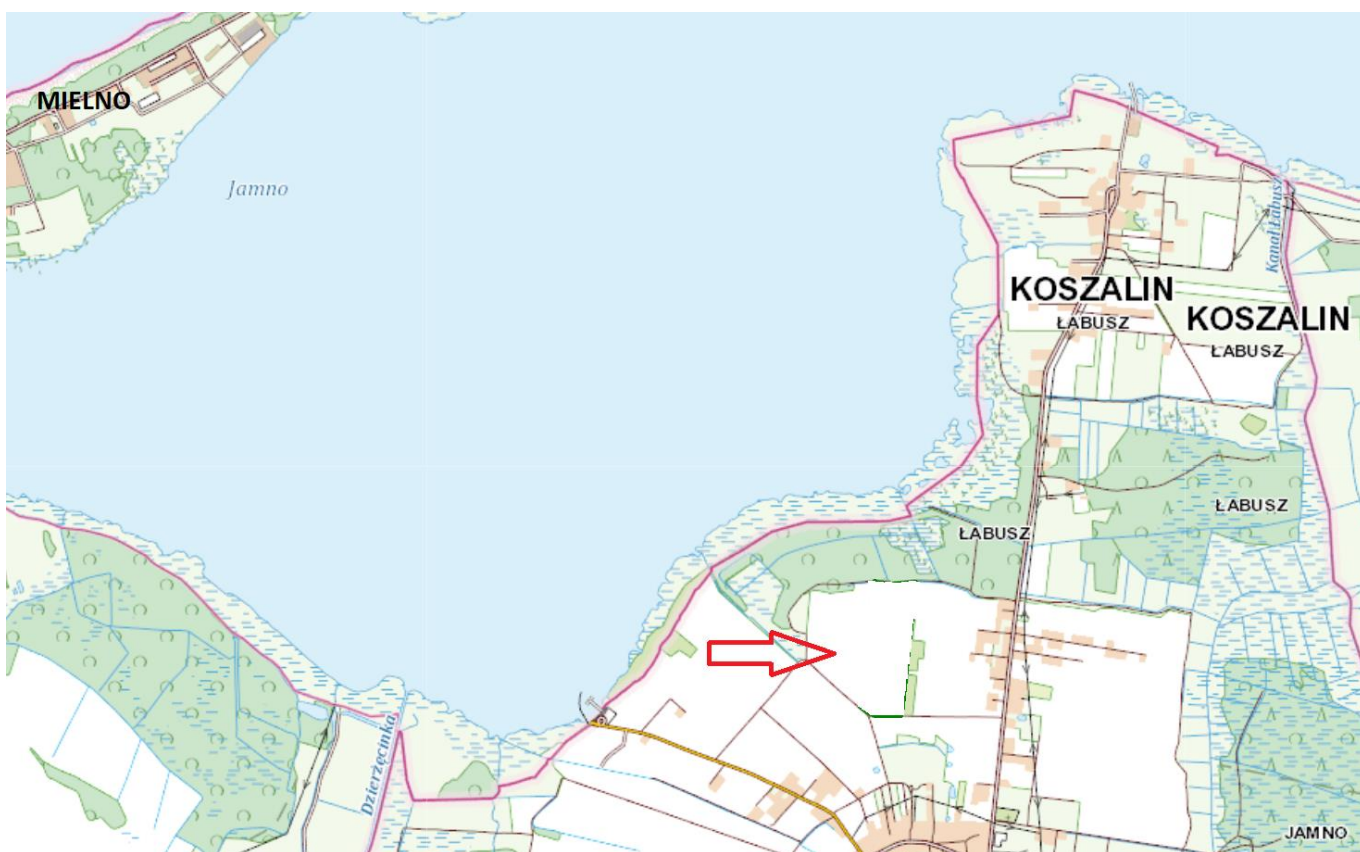 MIELNO
Jamno
Kanał Łabusz
KOSZALIN
ŁABUSZ
KOSZALIN
ŁABUSZ
ŁABUSZ
ŁABUSZ
Dzierżęcinka
JAMNO